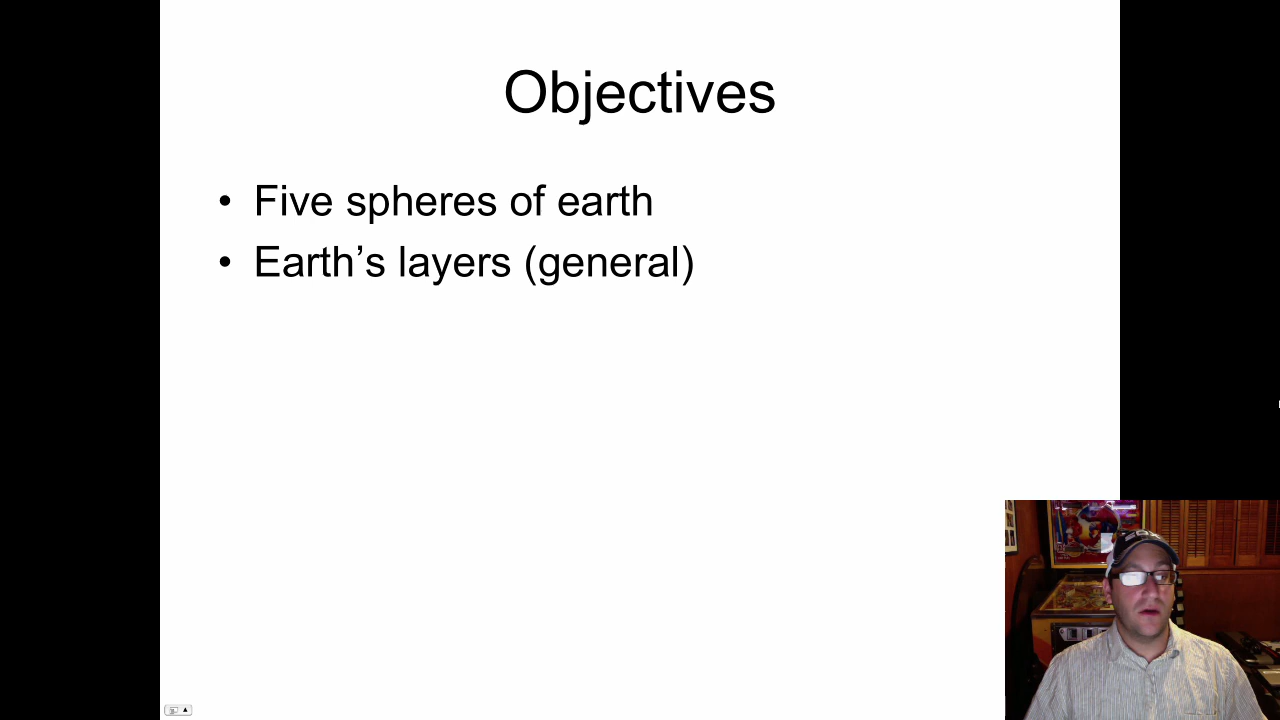 Objectives
• Five spheres of earth
• Earth’s layers (general)